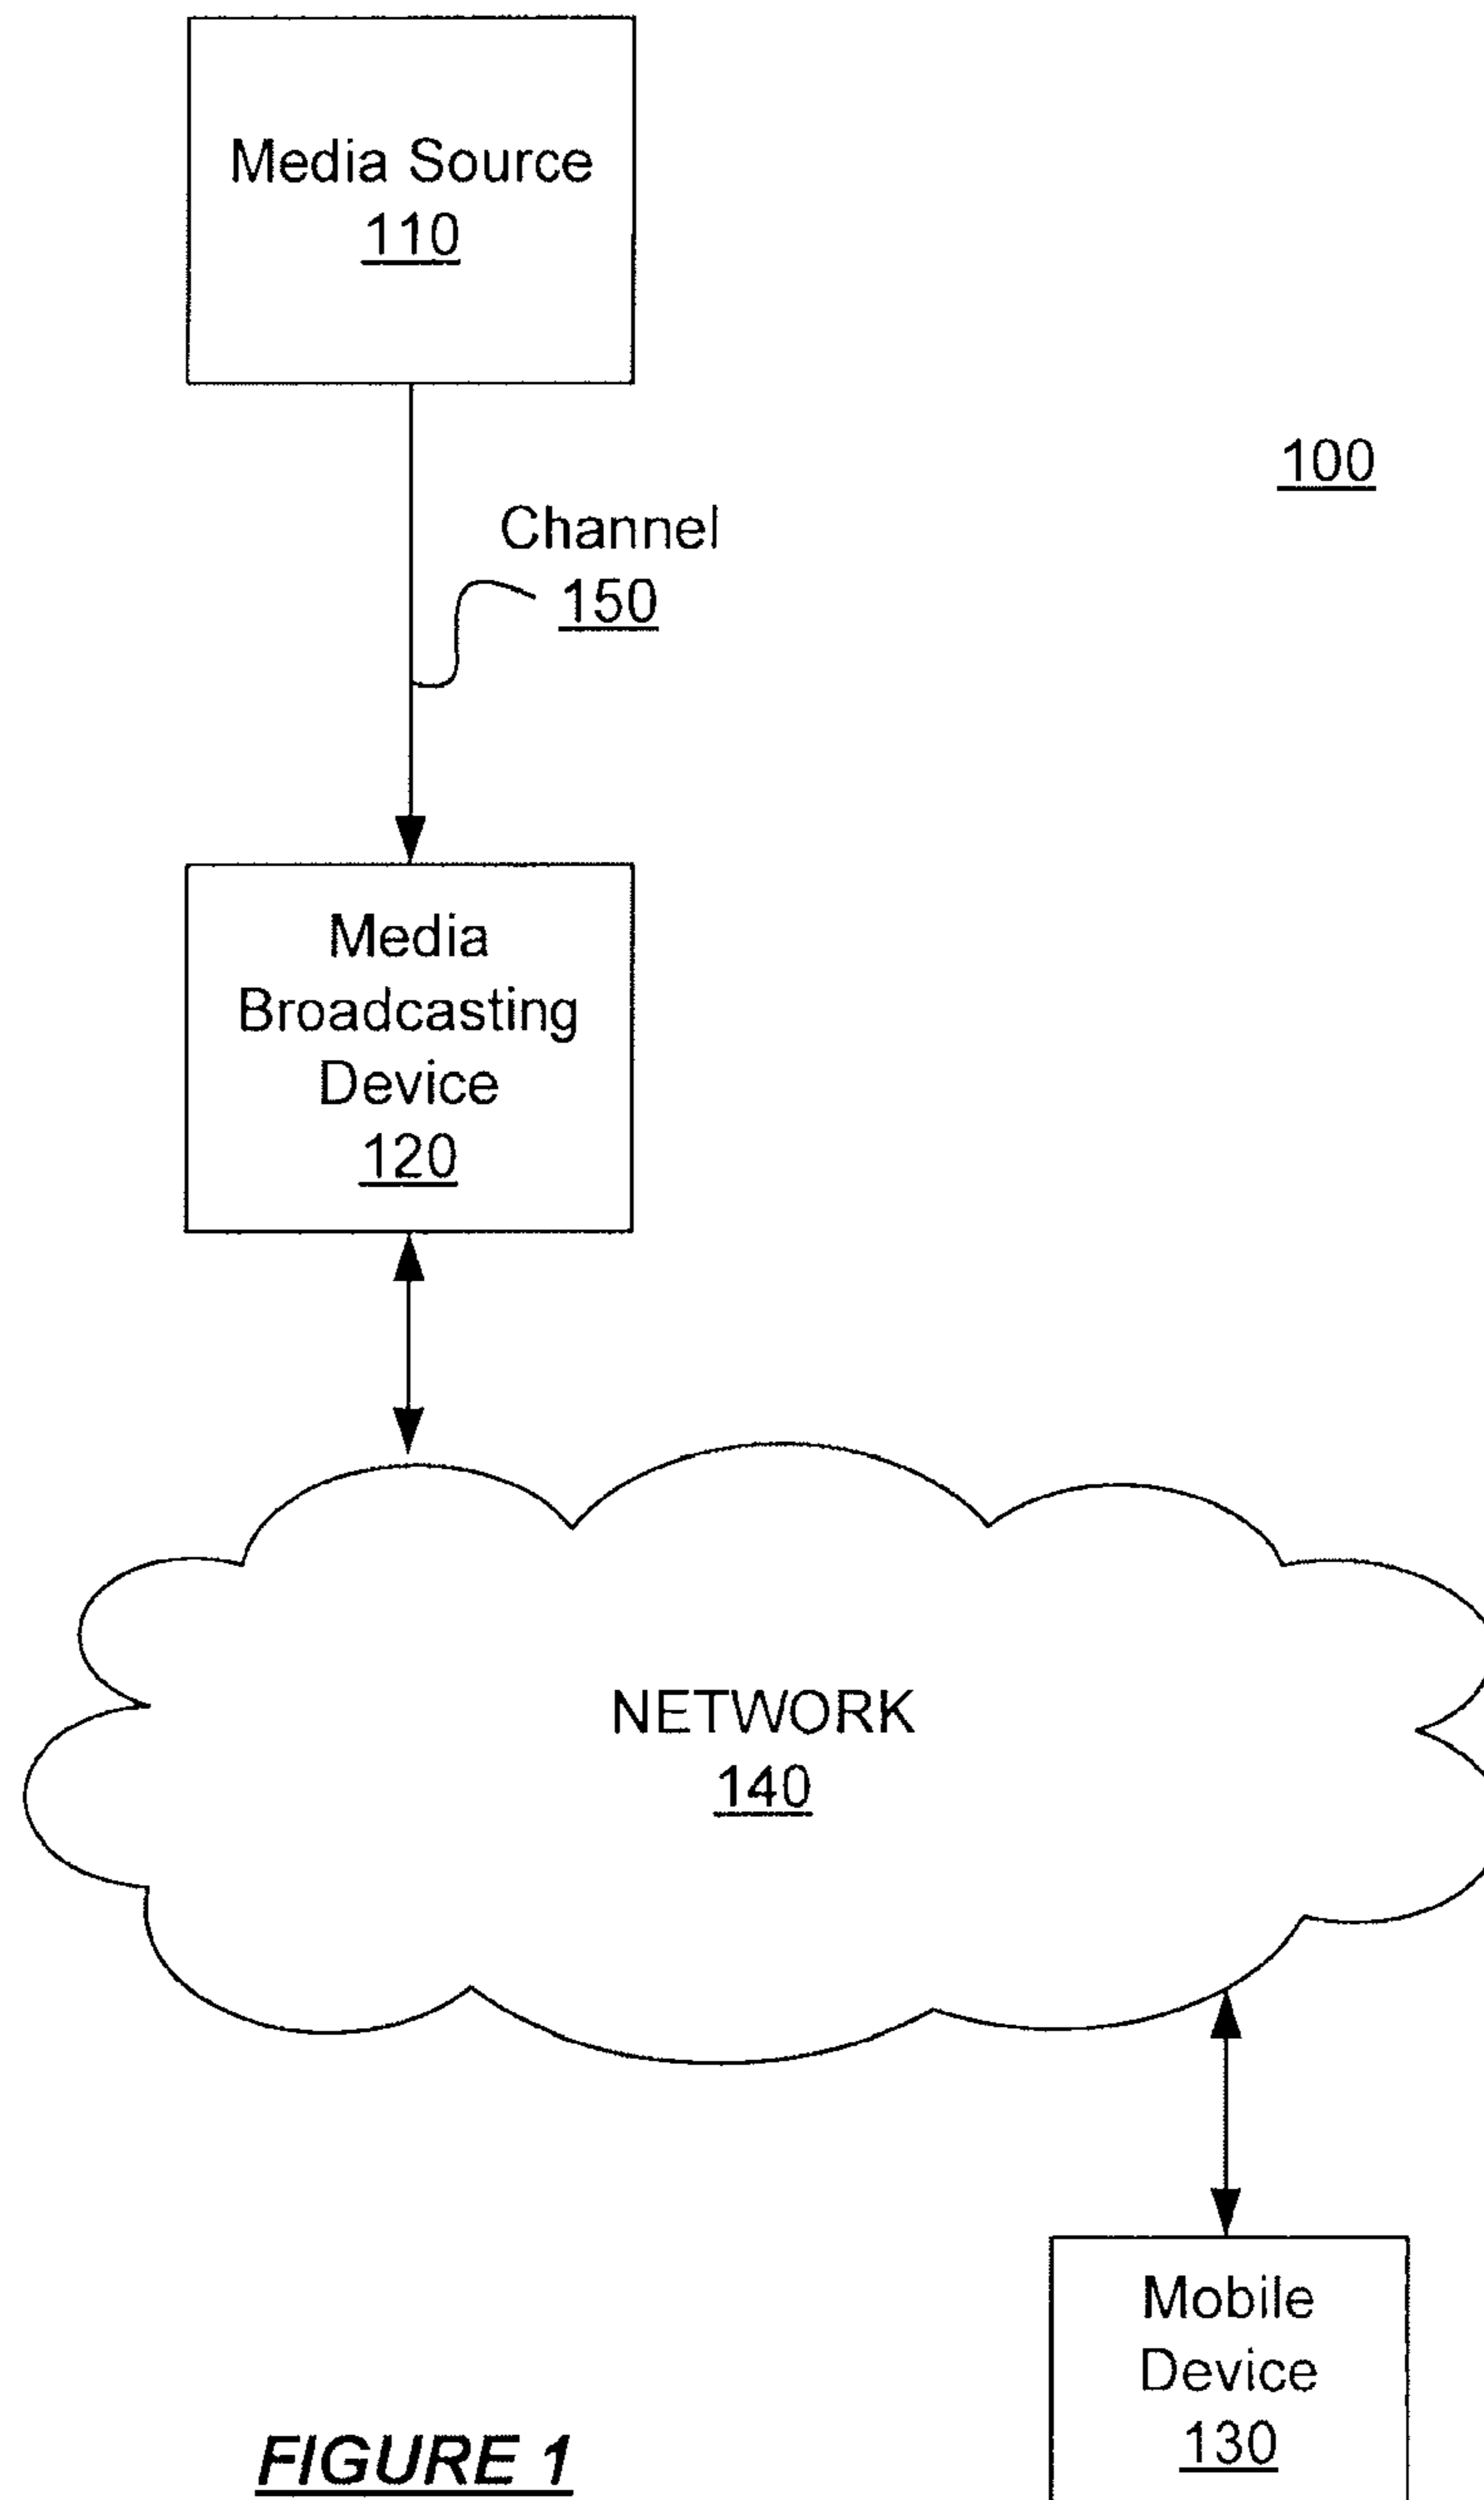 Media Source
110
100
Channel
150
Media
Broadcasting
Device
120
NETWORK
140
Mobile
Device
130
FIGURE 1